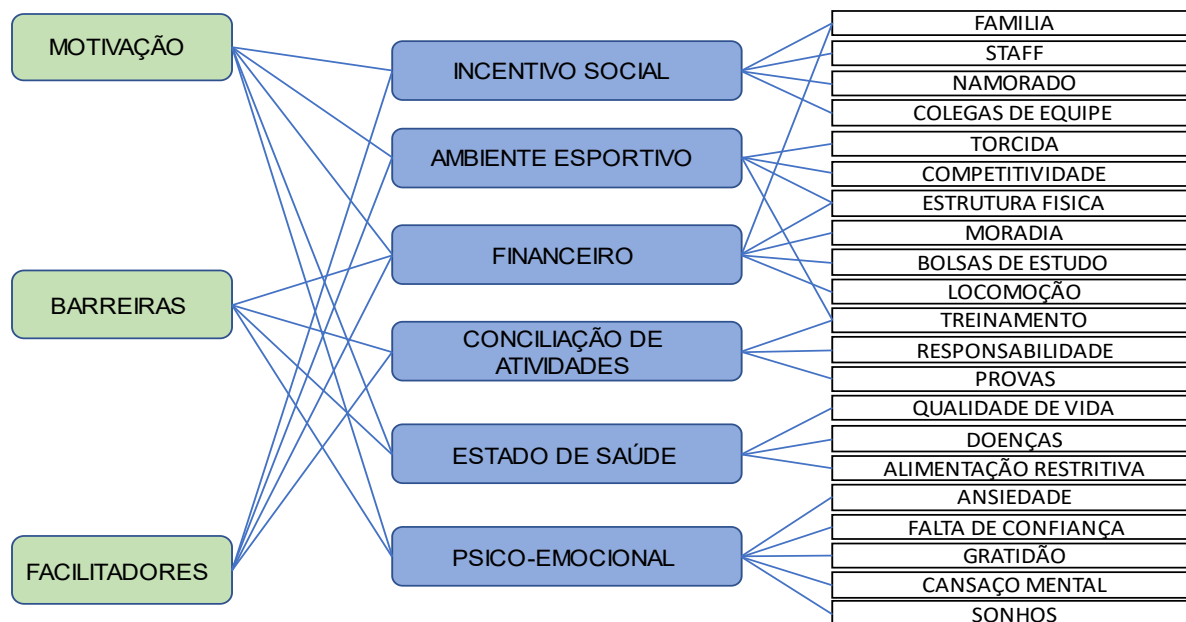 MOTIVAÇÃO
BARREIRAS
FACILITADORES
INCENTIVO SOCIAL
AMBIENTE ESPORTIVO
FINANCEIRO
CONCILIAÇÃO DE
ATIVIDADES
ESTADO DE SAÚDE
PSICO-EMOCIONAL
FAMILIA
STAFF
NAMORADO
COLEGAS DE EQUIPE
TORCIDA
COMPETITIVIDADE
ESTRUTURA FISICA
MORADIA
BOLSAS DE ESTUDO
LOCOMOÇÃO
TREINAMENTO
RESPONSABILIDADE
PROVAS
QUALIDADE DE VIDA
DOENÇAS
ALIMENTAÇÃO RESTRITIVA
ANSIEDADE
FALTA DE CONFIANÇA
GRATIDÃO
CANSAÇO MENTAL
SONHOS